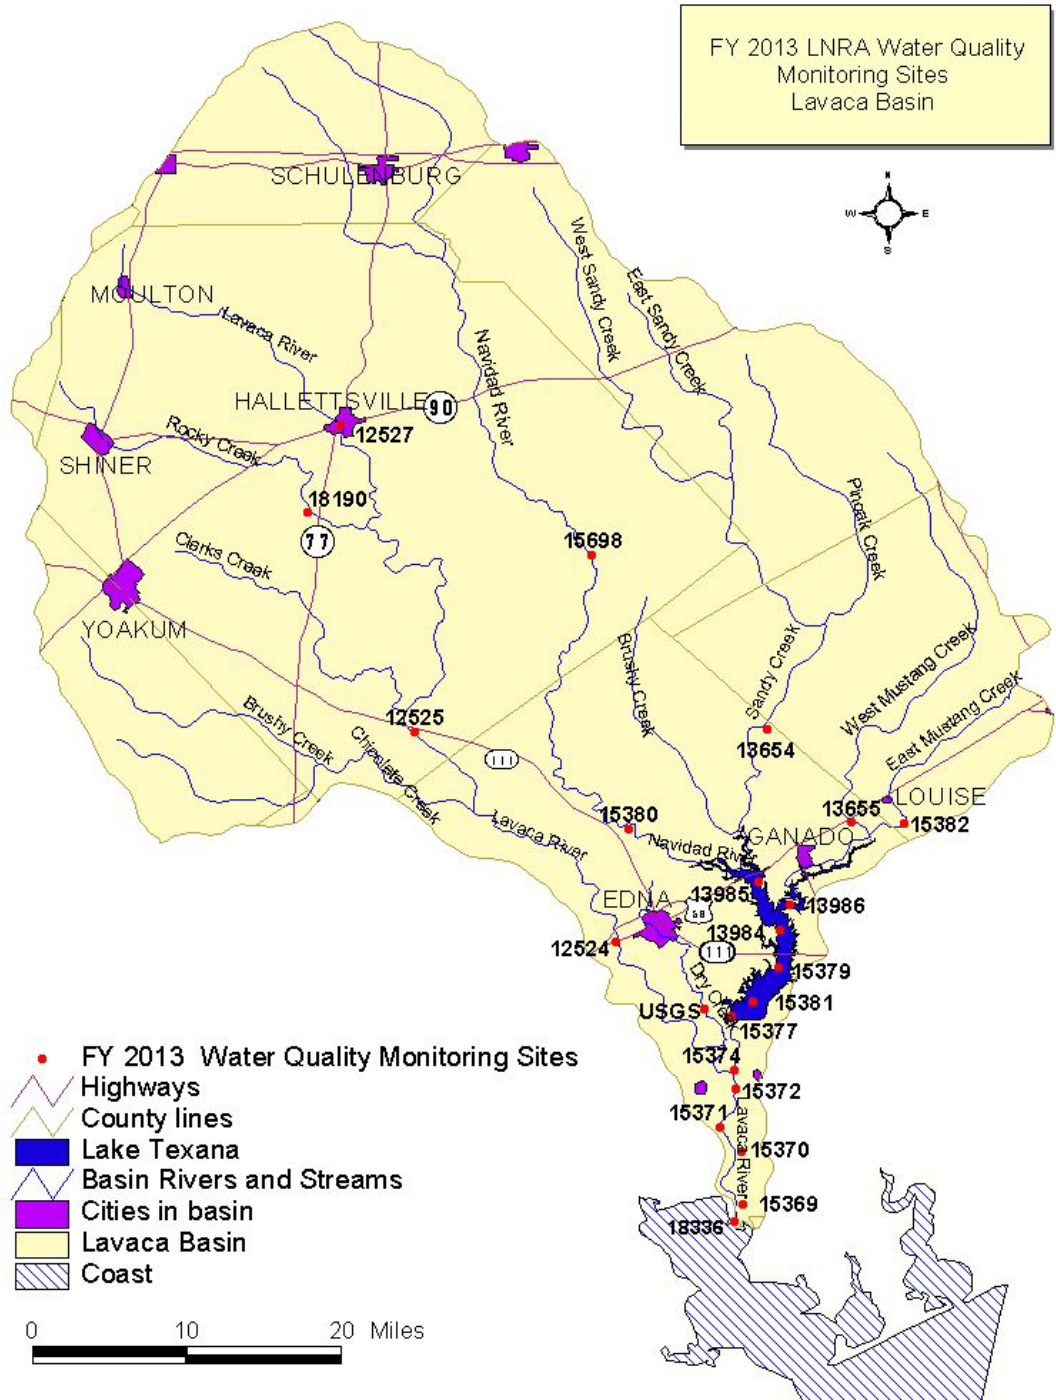 FY 2013 LNRA Water Quality
Monitoring Sites
Lavaca Basin
N
W E
S
SCHULENBURG
West Sandy Creek
East Sandy Creek
MOULTON
Lavaca River
Navidad River
HALLETTSVILLE
90
12527
Rocky Creek
SHINER
18190
77
Pinoak Creek
15698
Clarks Creek
YOAKUM
Brushy Creek
Sandy Creek
West Mustang Creek
East Mustang Creek
12525
Brushy Creek
Chicolete Creek
111
13654
LOUISE
13655
15382
15380
Lavaca River
Navidad River
GANADO
EDNA
13985
13986
59
13984
12524
111
15379
Dry Creek
15381
USGS
15377
15374
15372
15371
Lavaca River
15370
15369
18336
FY 2013 Water Quality Monitoring Sites
Highways
County lines
Lake Texana
Basin Rivers and Streams
Cities in basin
Lavaca Basin
Coast
0 10 20 Miles